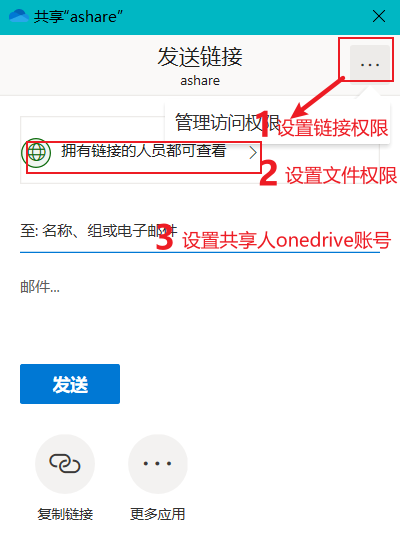 共享“ashare”
发送链接
ashare
...
管理访问权限
1 设置链接权限
拥有链接的人员都可查看
2 设置文件权限
至: 名称、组或电子邮件
3 设置共享人onedrive账号
邮件...
发送
复制链接
更多应用